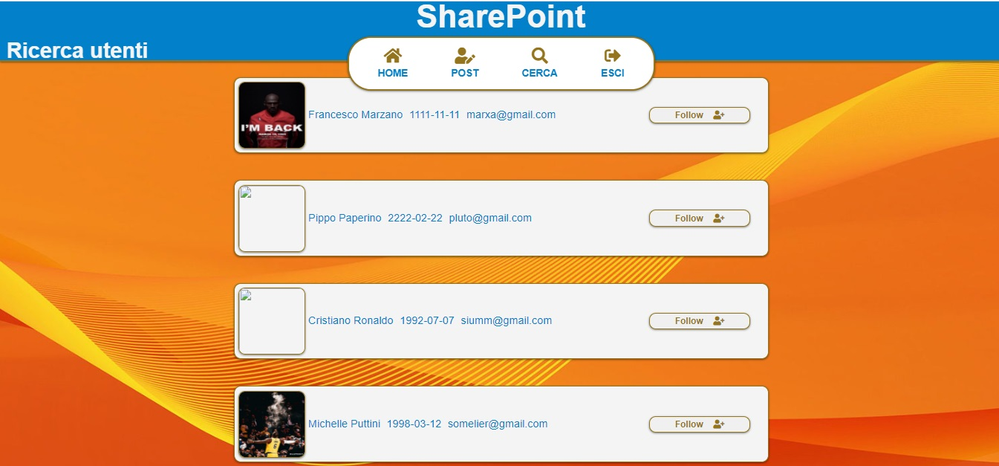 SharePoint
Ricerca utenti
HOME POST CERCA ESCI
I'M BACK
Francesco Marzano 1111-11-11 marxa@gmail.com Follow
Pippo Paperino 2222-02-22 pluto@gmail.com Follow
Cristiano Ronaldo 1992-07-07 siumm@gmail.com Follow
Michelle Puttini 1998-03-12 somelier@gmail.com Follow